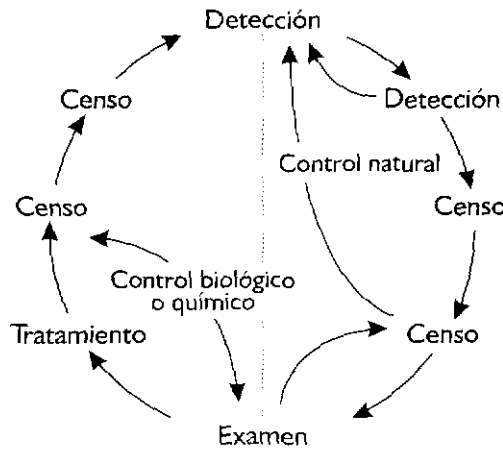 Detección
Censo
Detección
Control natural
Censo
Censo
Control biológico
o químico
Tratamiento
Censo
Examen